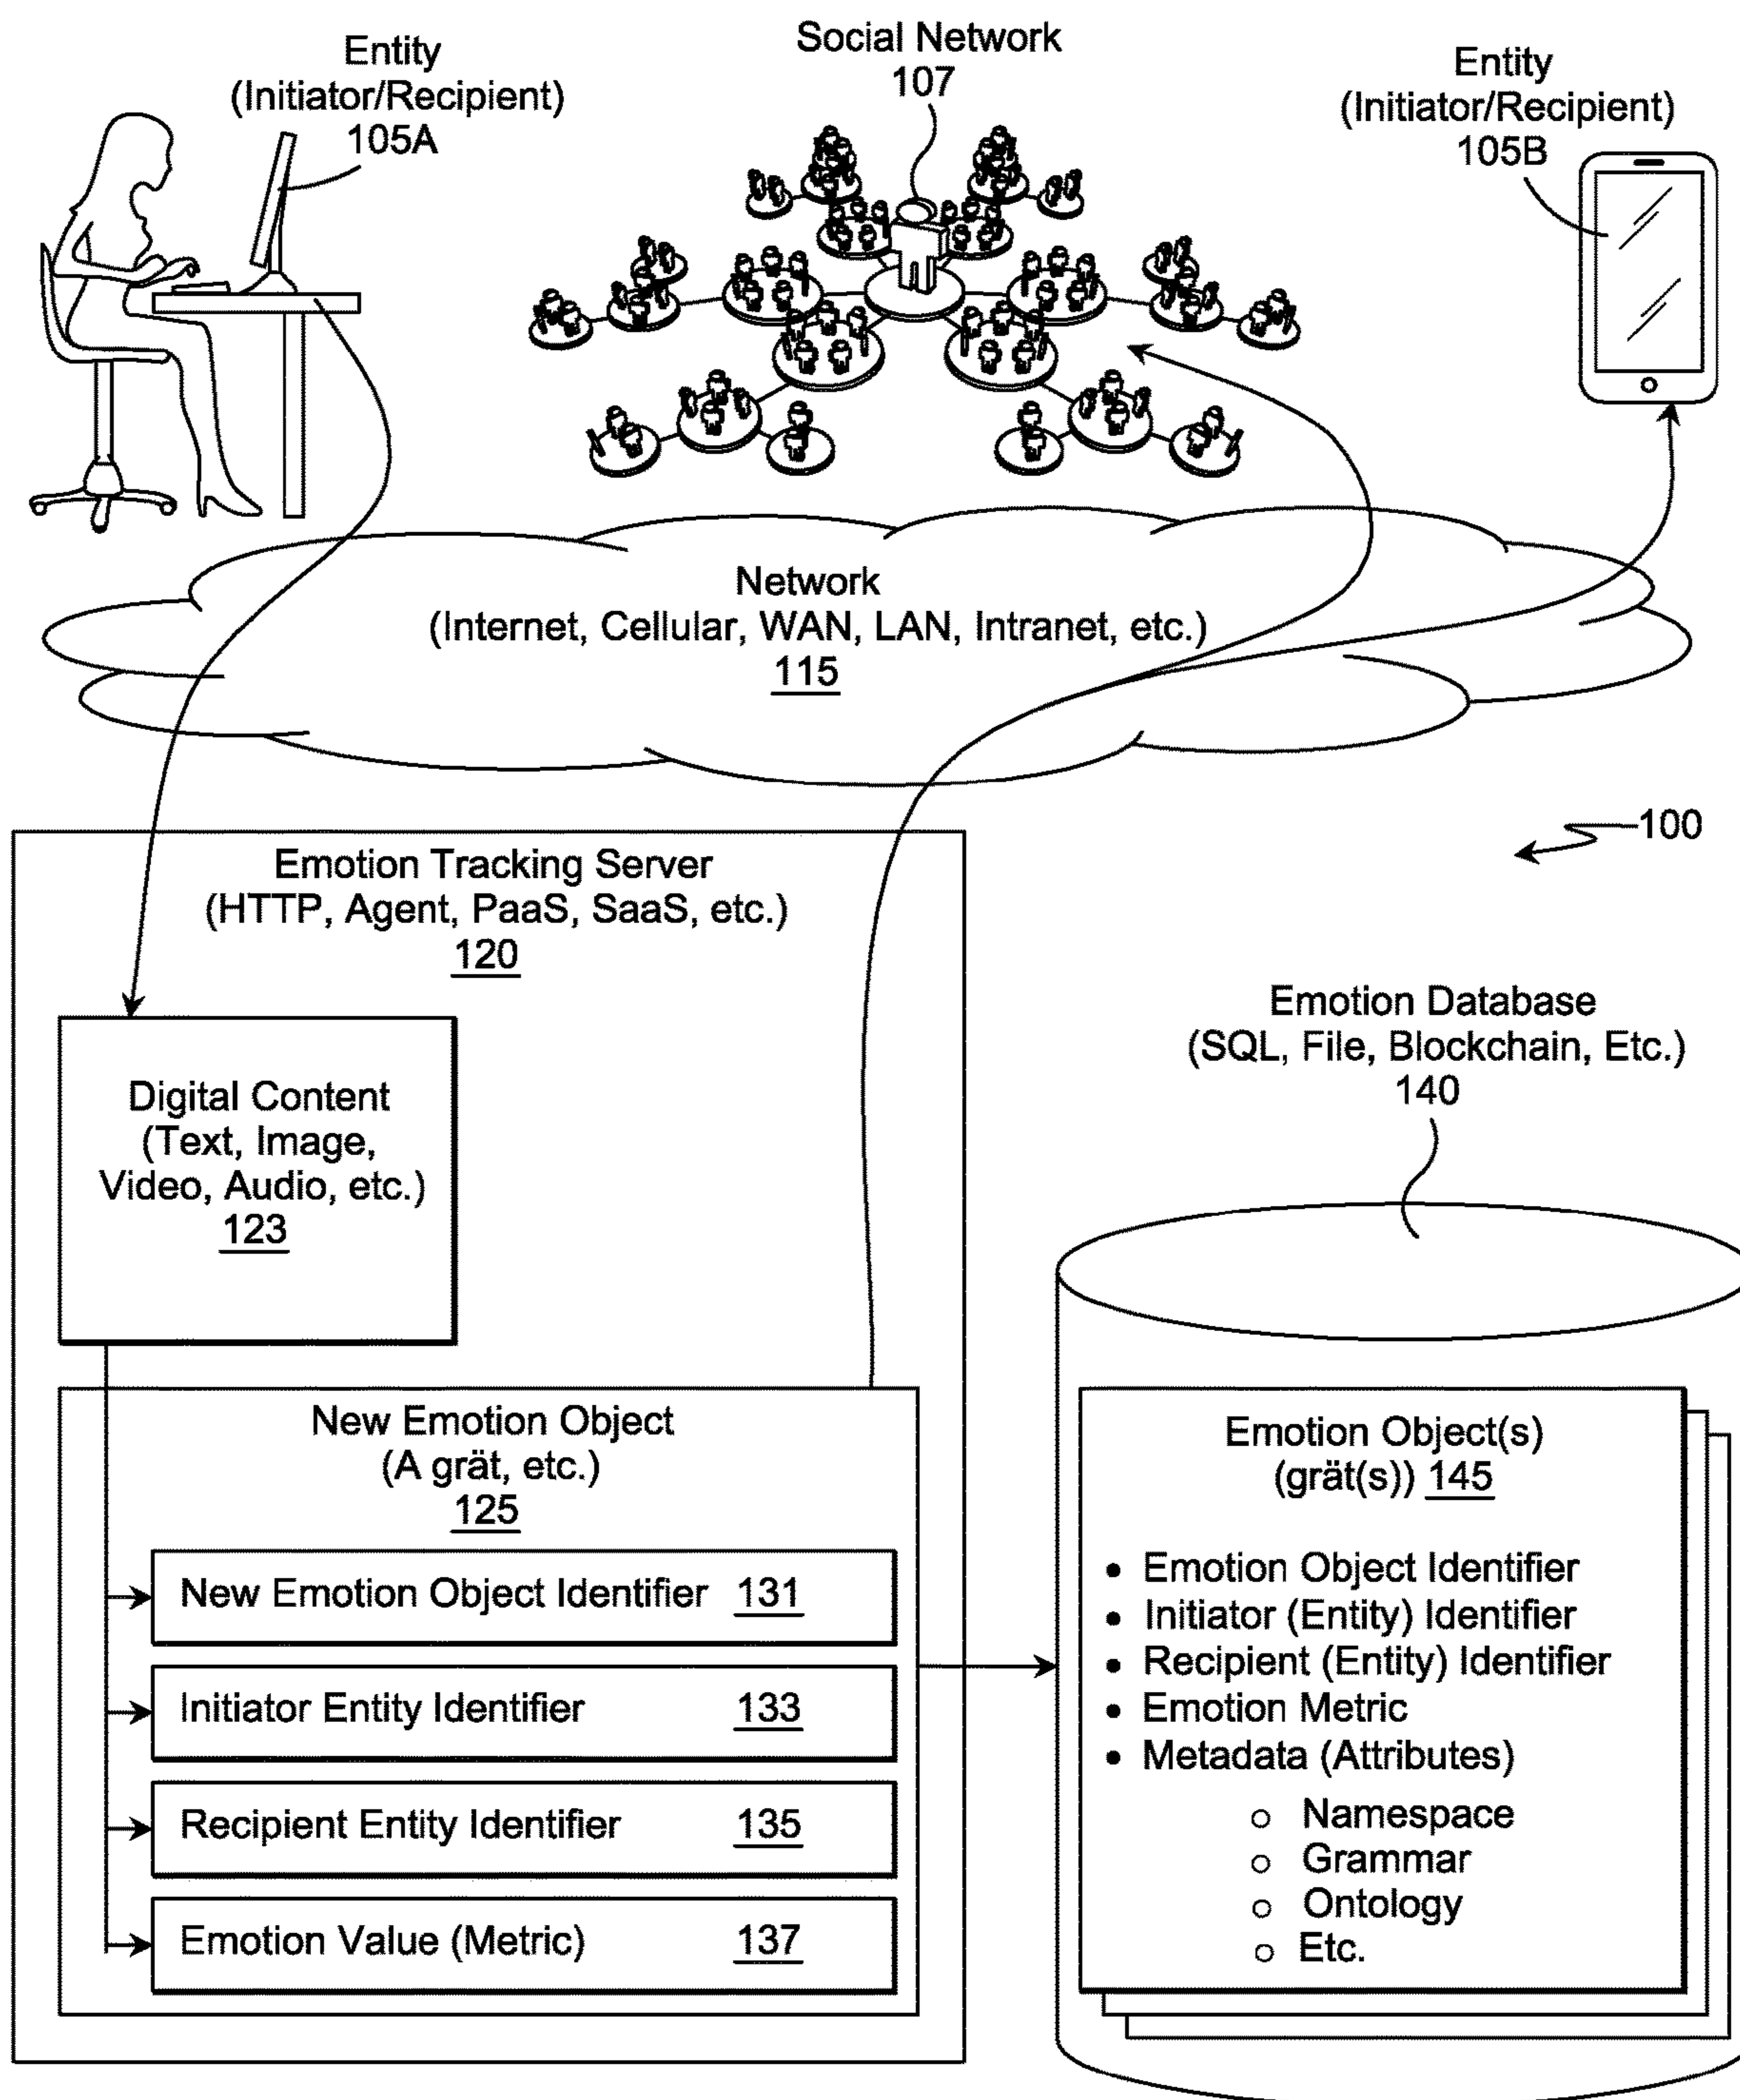 Entity
(Initiator/Recipient)
105A
Social Network
107
Entity
(Initiator/Recipient)
105B
Network
(Internet, Cellular, WAN, LAN, Intranet, etc.)
115
100
Emotion Tracking Server
(HTTP, Agent, PaaS, SaaS, etc.)
120
Digital Content
(Text, Image,
Video, Audio, etc.)
123
New Emotion Object
(A grät, etc.)
125
New Emotion Object Identifier 131
Initiator Entity Identifier 133
Recipient Entity Identifier 135
Emotion Value (Metric) 137
Emotion Database
(SQL, File, Blockchain, Etc.)
140
Emotion Object(s)
(grät(s)) 145
• Emotion Object Identifier
• Initiator (Entity) Identifier
• Recipient (Entity) Identifier
• Emotion Metric
• Metadata (Attributes)
○ Namespace
○ Grammar
○ Ontology
○ Etc.